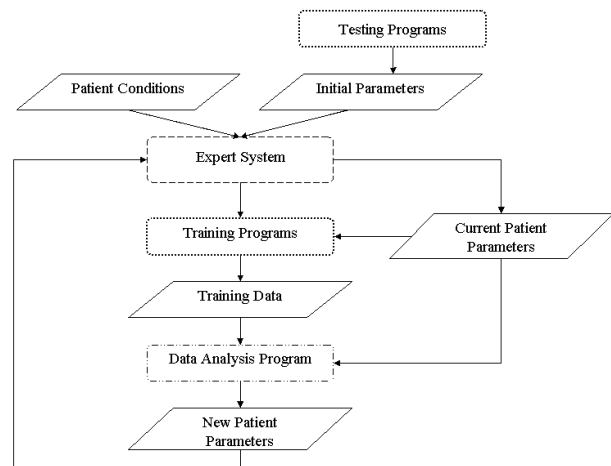 Testing Programs
Patient Conditions
Initial Parameters
Expert System
Training Programs
Current Patient
Parameters
Training Data
Data Analysis Program
New Patient
Parameters